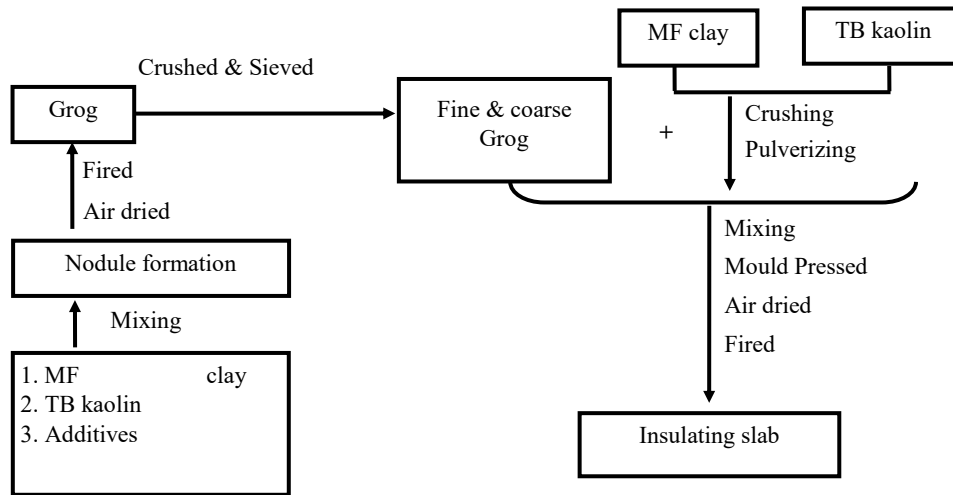 MF clay
TB kaolin
Crushed & Sieved
Grog
Fine & coarse
Grog
+
Crushing
Pulverizing
Fired
Air dried
Nodule formation
Mixing
1. MF clay
2. TB kaolin
3. Additives
Mixing
Mould Pressed
Air dried
Fired
Insulating slab